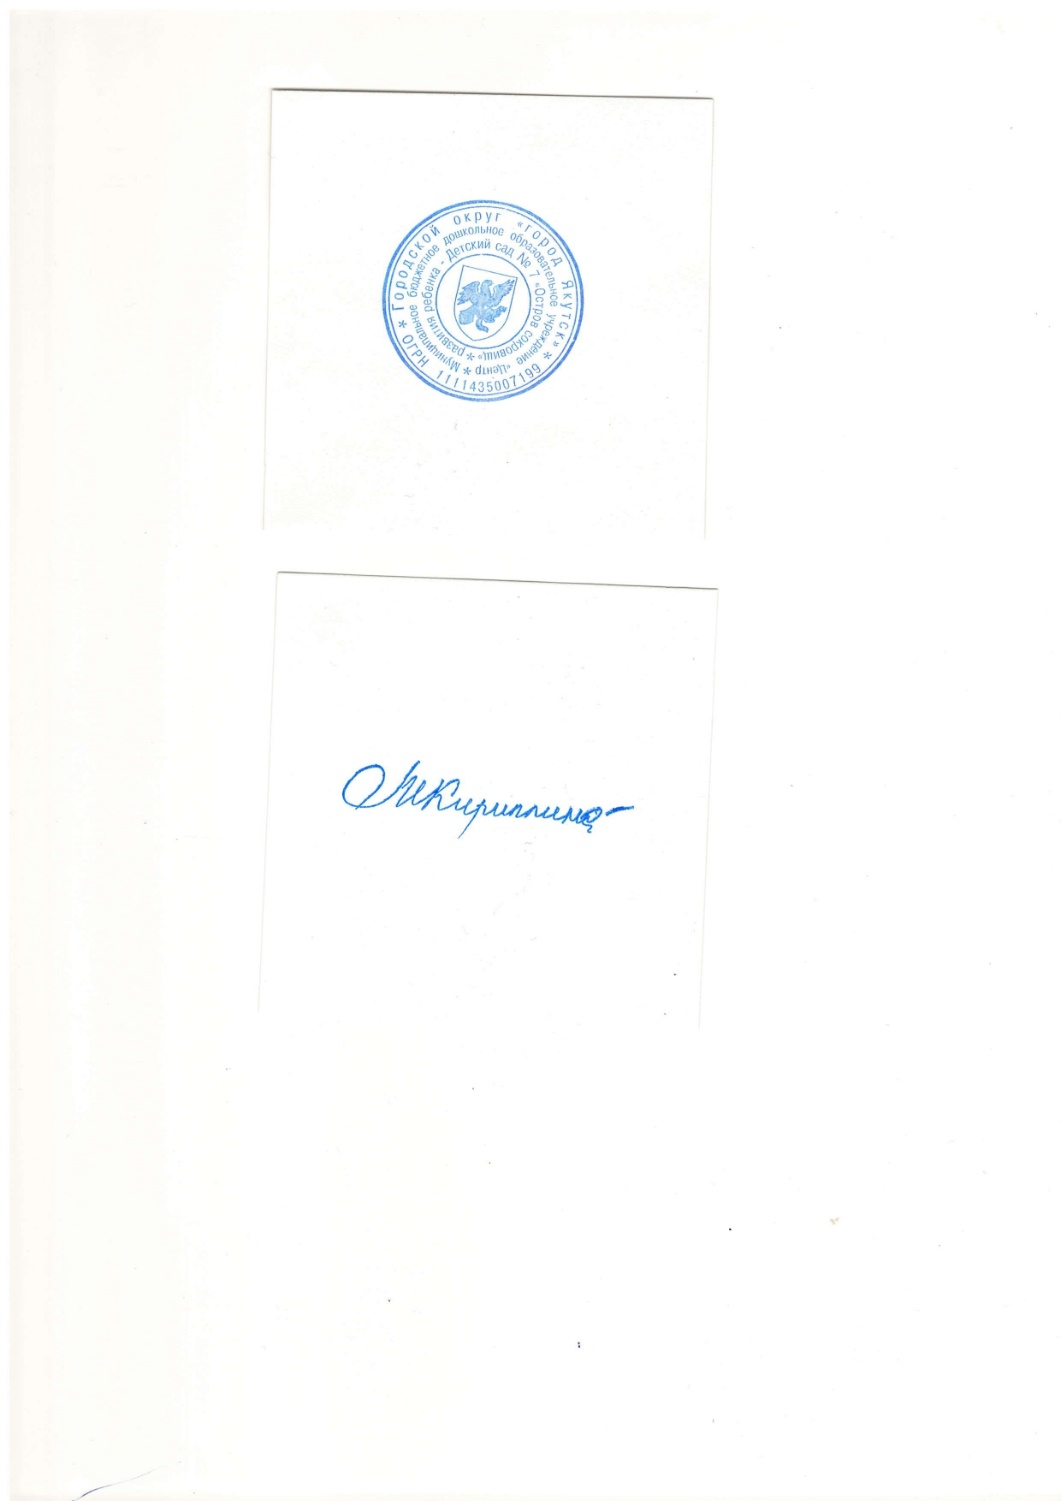 * Городской округ «город Якутск» *
ОГРН 1111435007199
* Муниципальное бюджетное дошкольное образовательное учреждение «Центр
развития ребенка - Детский сад № 7 «Остров сокровищ» *
Кириллина